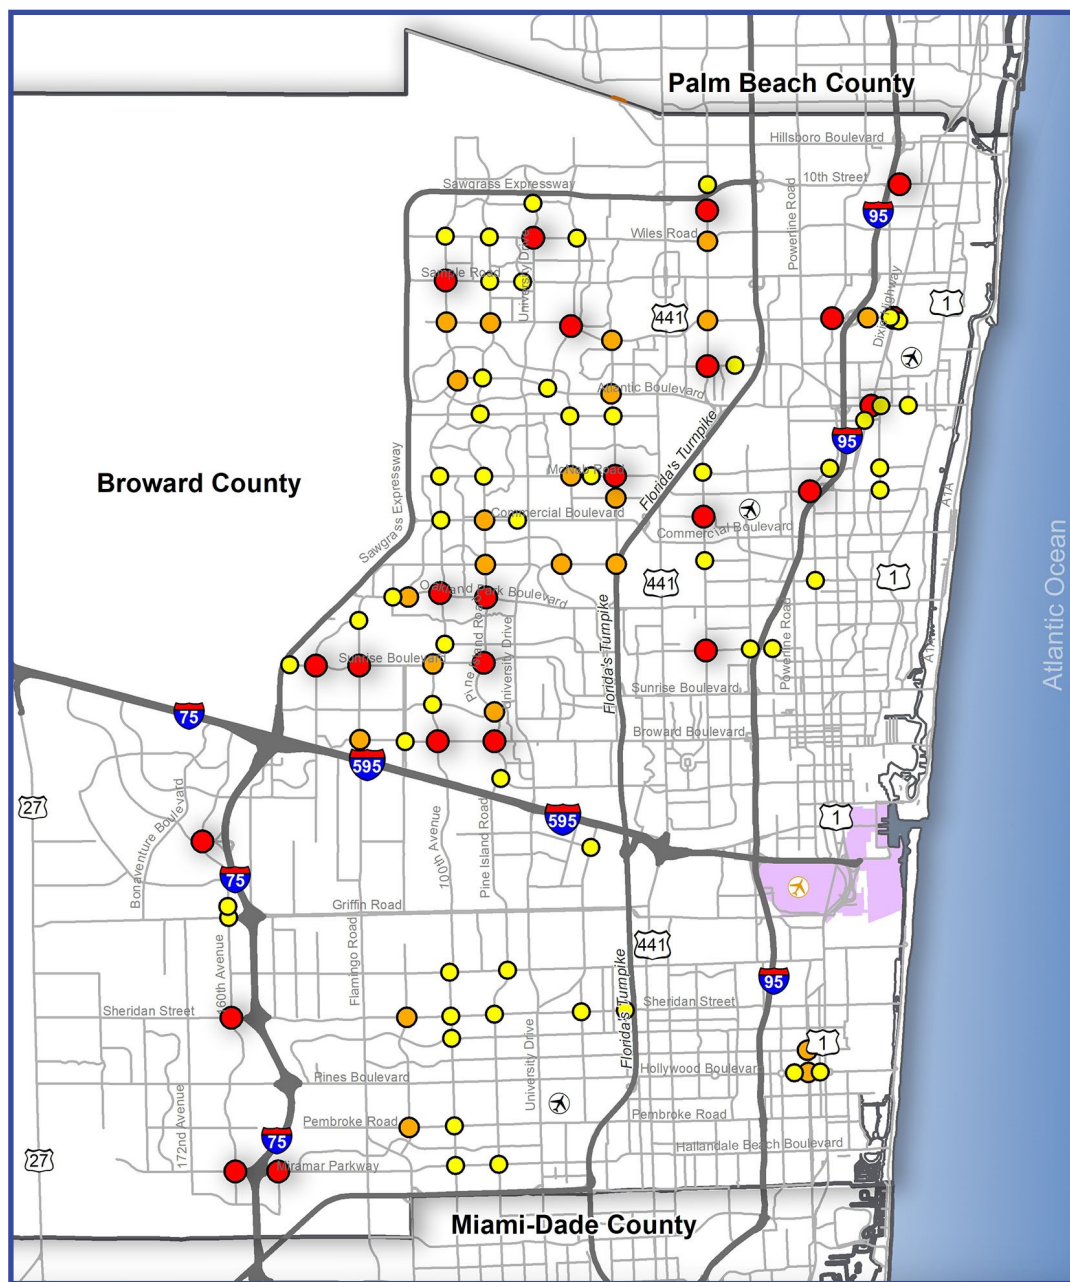 Palm Beach County
Hillsboro Boulevard
10th Street
Sawgrass Expressway
Powerline Road
95
Wiles Road
University Drive
Sample Road
Dixie Highway
1
441
Atlantic Boulevard
Florida's Turnpike
95
McNab Road
Broward County
Sawgrass Expressway
A1A
Commercial Boulevard
Commercial Boulevard
441
1
Oakland Park Boulevard
Atlantic Ocean
Pine Island Road
University Drive
Florida's Turnpike
Powerline Road
A1A
Sunrise Boulevard
Sunrise Boulevard
75
Broward Boulevard
595
27
Bonaventure Boulevard
595
1
100th Avenue
Pine Island Road
75
Griffin Road
Flamingo Road
441
160th Avenue
95
Sheridan Street
Sheridan Street
Florida's Turnpike
University Drive
1
Hollywood Boulevard
Pines Boulevard
172nd Avenue
Pembroke Road
Pembroke Road
75
Hallandale Beach Boulevard
27
Miramar Parkway
Miami-Dade County